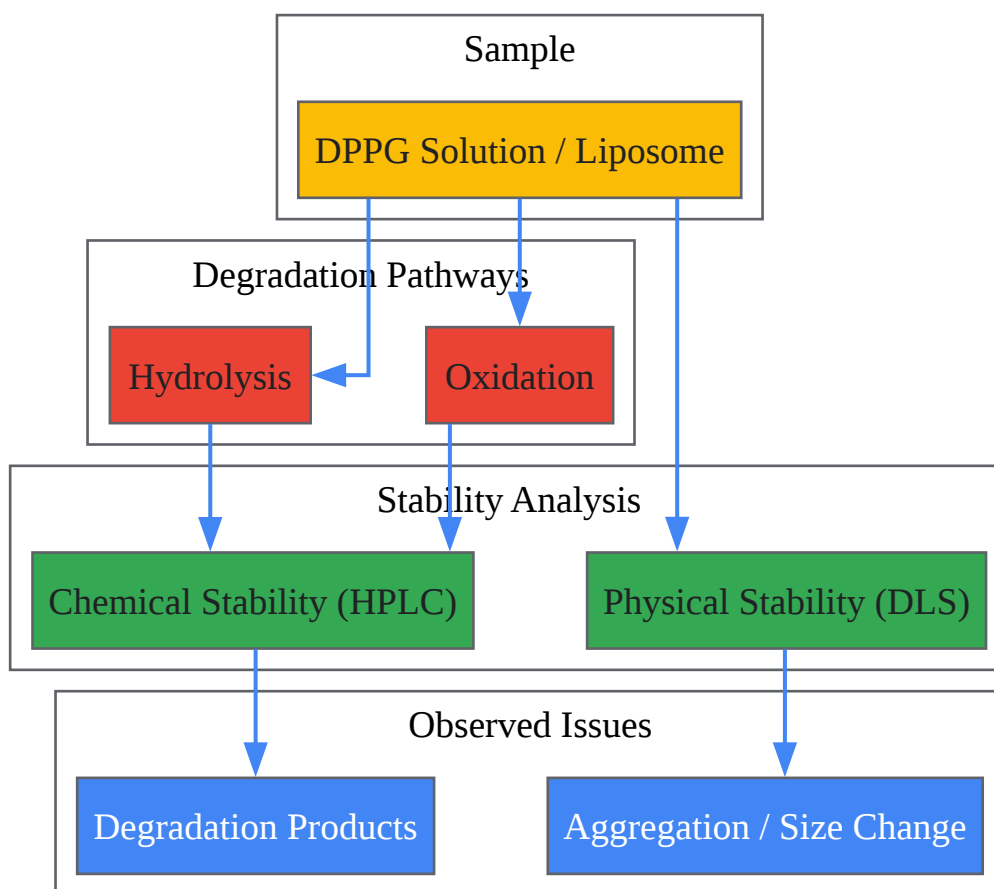 Sample
DPPG Solution / Liposome
Degradation Pathways
Hydrolysis
Oxidation
Stability Analysis
Chemical Stability (HPLC)
Physical Stability (DLS)
Observed Issues
Degradation Products
Aggregation / Size Change